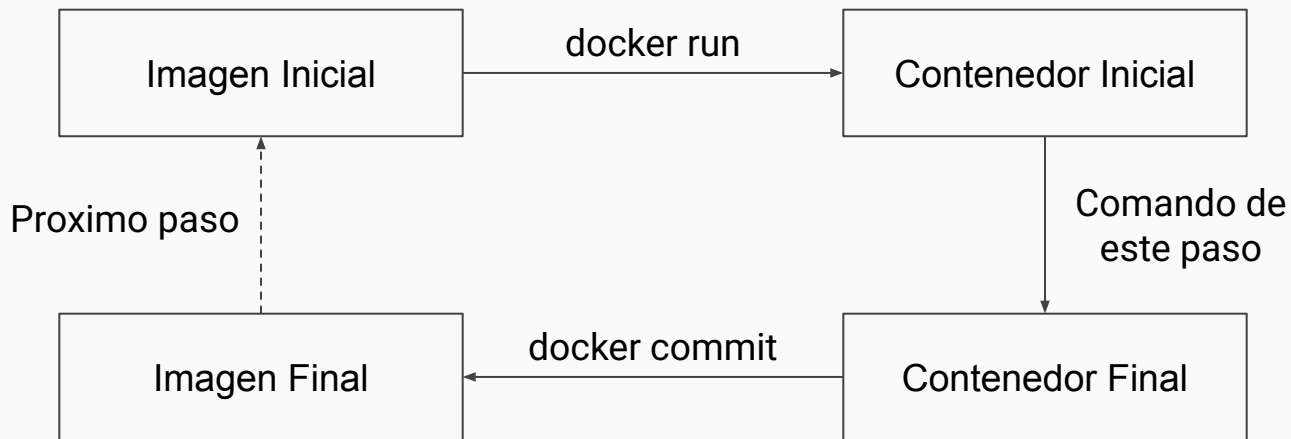 docker run
Imagen Inicial
Contenedor Inicial
Proximo paso
Comando de
este paso
docker commit
Imagen Final
Contenedor Final